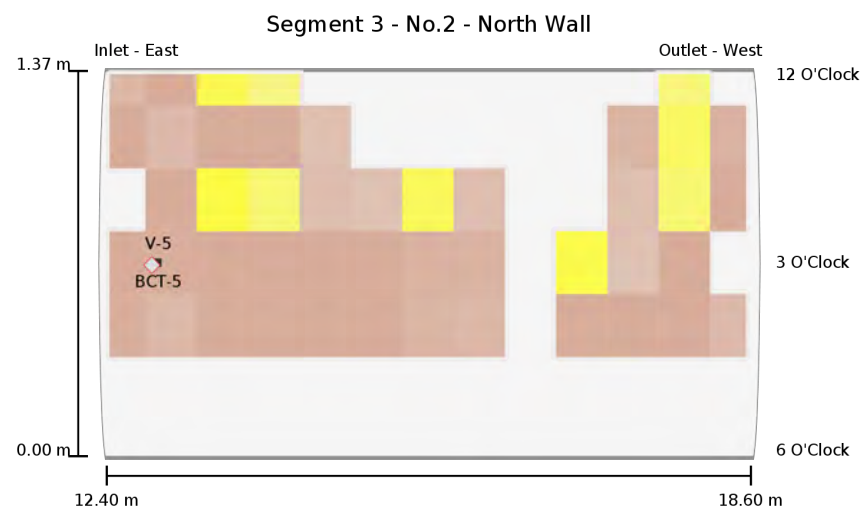 Segment 3 - No.2 - North Wall
Inlet - East
Outlet - West
1.37 m
12 O'Clock
V-5
3 O'Clock
BCT-5
0.00 m
6 O'Clock
12.40 m
18.60 m